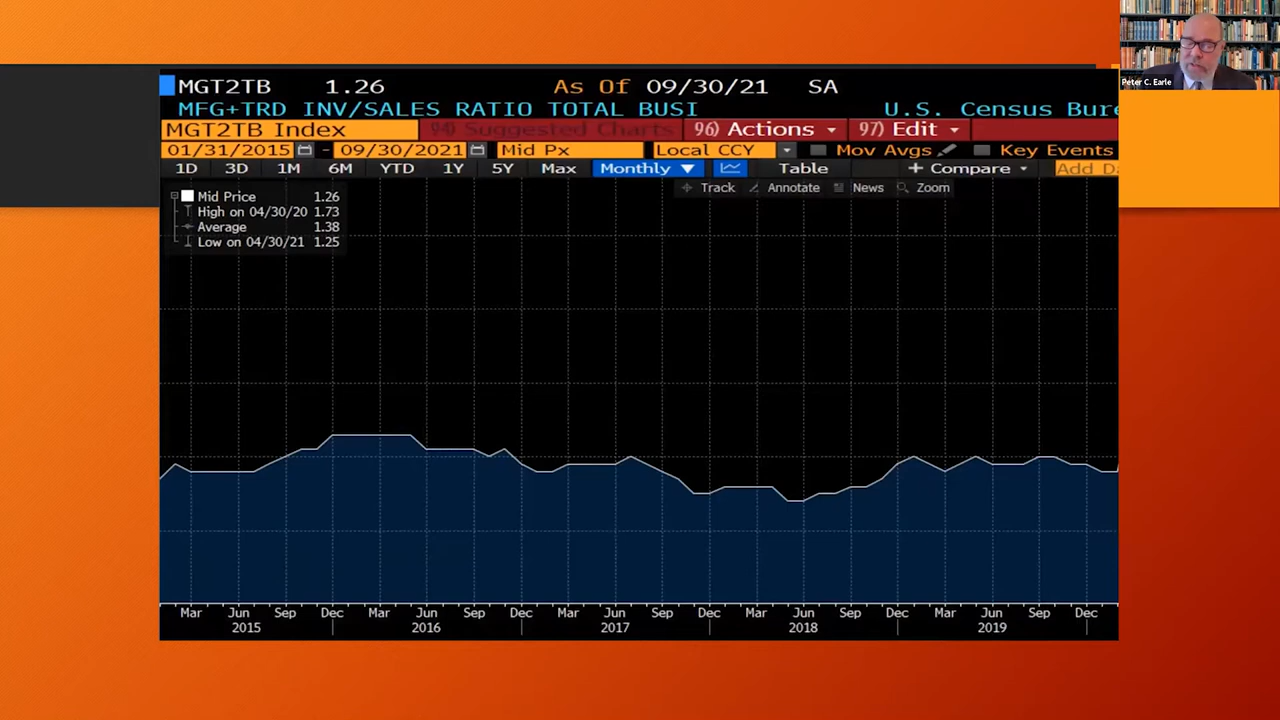 Peter C. Earle
MGT2TB 1.26 As Of 09/30/21 SA
MFG+TRD INV/SALES RATIO TOTAL BUSI U.S. Census Bure
MGT2TB Index 94) Suggested Charts 96) Actions 97) Edit
01/31/2015 - 09/30/2021 Mid Px Local CCY Mov Avgs Key Events
1D 3D 1M 6M YTD 1Y 5Y Max Monthly Table + Compare Add Da
Track Annotate News Zoom
Mid Price 1.26
High on 04/30/20 1.73
Average 1.38
Low on 04/30/21 1.25
Mar Jun Sep Dec Mar Jun Sep Dec Mar Jun Sep Dec Mar Jun Sep Dec Mar Jun Sep Dec
2015 2016 2017 2018 2019